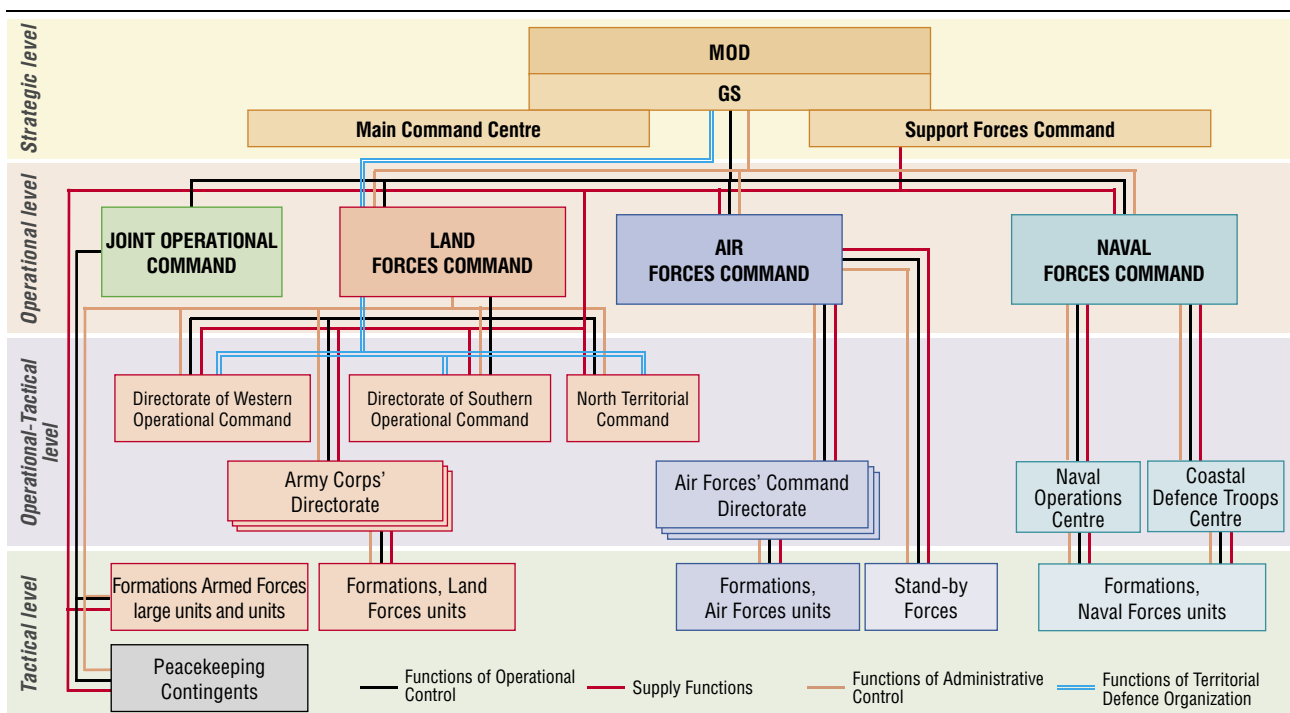 Strategic level
MOD
GS
Main Command Centre
Support Forces Command
Operational level
JOINT OPERATIONAL
COMMAND
LAND
FORCES COMMAND
AIR
FORCES COMMAND
NAVAL
FORCES COMMAND
Operational-Tactical
level
Directorate of Western
Operational Command
Directorate of Southern
Operational Command
North Territorial
Command
Army Corps’
Directorate
Air Forces’ Command
Directorate
Naval
Operations
Centre
Coastal
Defence Troops
Centre
Tactical level
Formations Armed Forces
large units and units
Formations, Land
Forces units
Formations,
Air Forces units
Stand-by
Forces
Formations,
Naval Forces units
Peacekeeping
Contingents
Functions of Operational
Control
Supply Functions
Functions of Administrative
Control
Functions of Territorial
Defence Organization